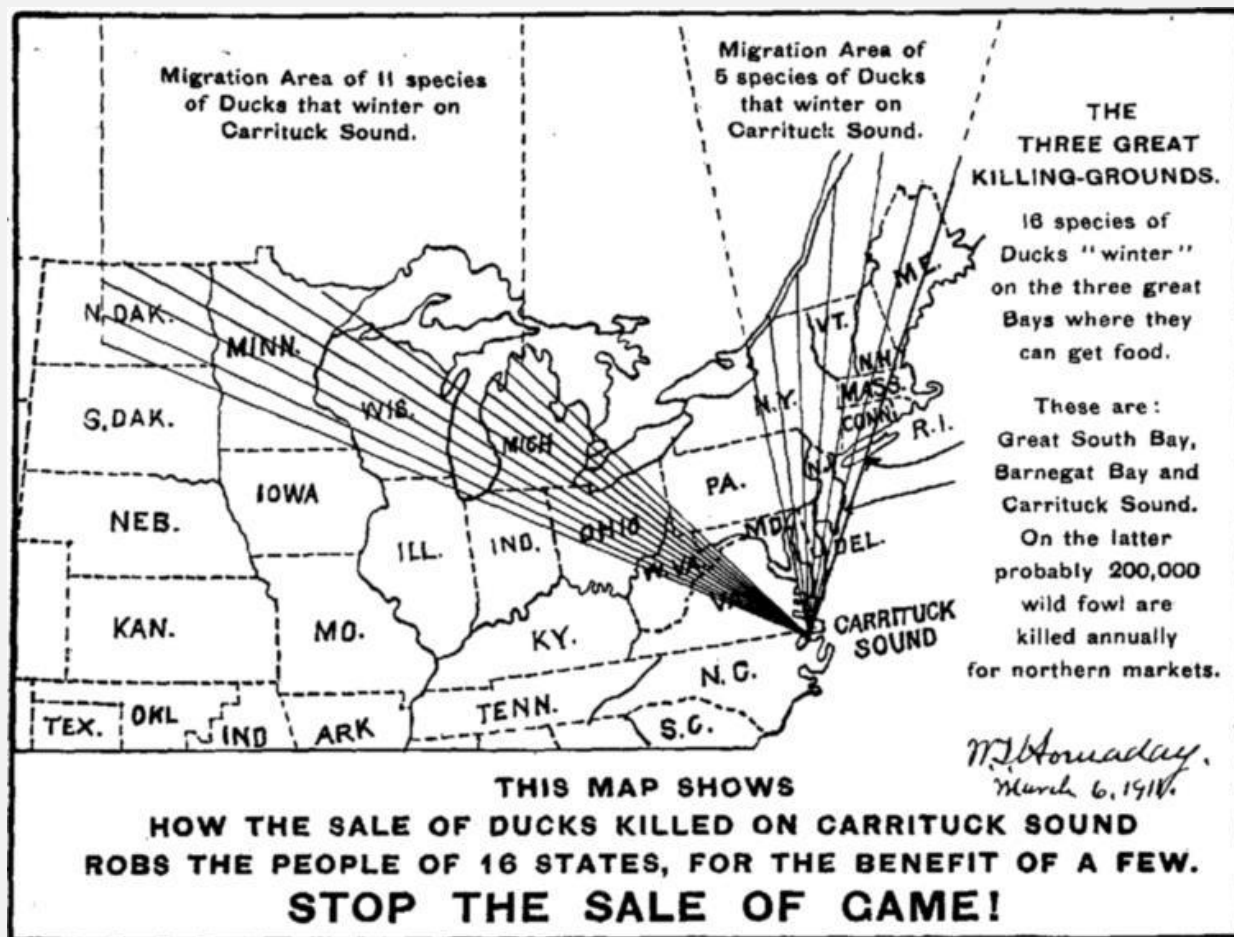 Migration Area of 11 species
of Ducks that winter on
Carrituck Sound.
Migration Area of
5 species of Ducks
that winter on
Carrituck Sound.
THE
THREE GREAT
KILLING-GROUNDS.
16 species of
Ducks "winter"
on the three great
Bays where they
can get food.
These are:
Great South Bay,
Barnegat Bay and
Carrituck Sound.
On the latter
probably 200,000
wild fowl are
killed annually
for northern markets.
N.DAK.
MINN.
S.DAK.
WIS.
MICH
IOWA
NEB.
ILL.
IND.
OHIO
KAN.
MO.
KY.
W.VA.
VA.
TEX.
OKL
IND
ARK
TENN.
N.C.
S.C.
ME.
VT.
N.H.
MASS.
CONN.
R.I.
N.Y.
N.J.
PA.
MD.
DEL.
CARRITUCK
SOUND
W.T. Hornaday.
March 6, 1911.
THIS MAP SHOWS
HOW THE SALE OF DUCKS KILLED ON CARRITUCK SOUND
ROBS THE PEOPLE OF 16 STATES, FOR THE BENEFIT OF A FEW.
STOP THE SALE OF GAME!